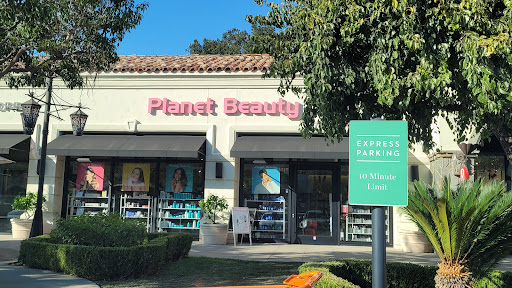 Planet Beauty
EXPRESS
PARKING
10 Minute
Limit